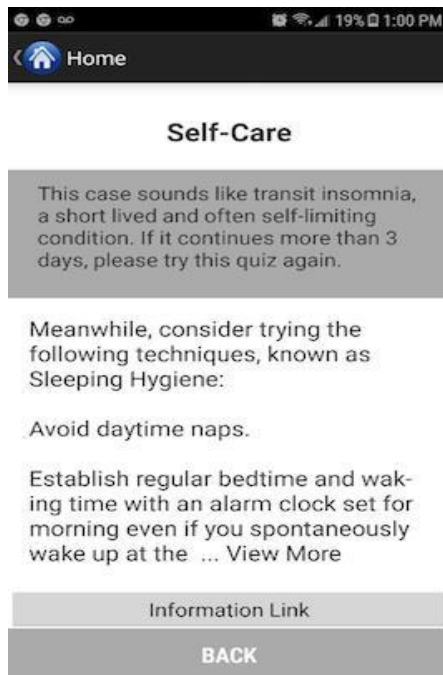 19% 1:00 PM
Home
Self-Care
This case sounds like transit insomnia,
a short lived and often self-limiting
condition. If it continues more than 3
days, please try this quiz again.
Meanwhile, consider trying the
following techniques, known as
Sleeping Hygiene:
Avoid daytime naps.
Establish regular bedtime and wak-
ing time with an alarm clock set for
morning even if you spontaneously
wake up at the ... View More
Information Link
BACK